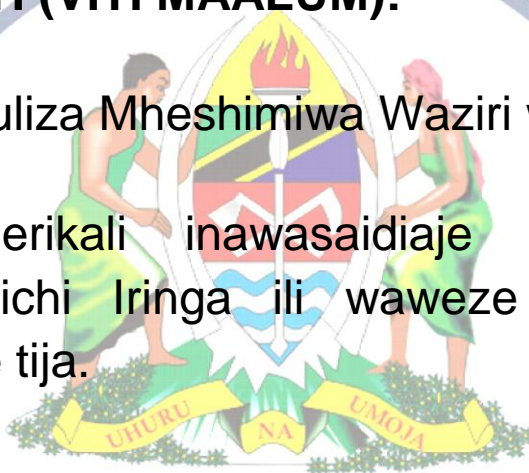 (VITI MAALUM):
uliza Mheshimiwa Waziri
erikali inawasaidiaje
ichi Iringa ili waweze
tija.
UHURU NA UMOJA